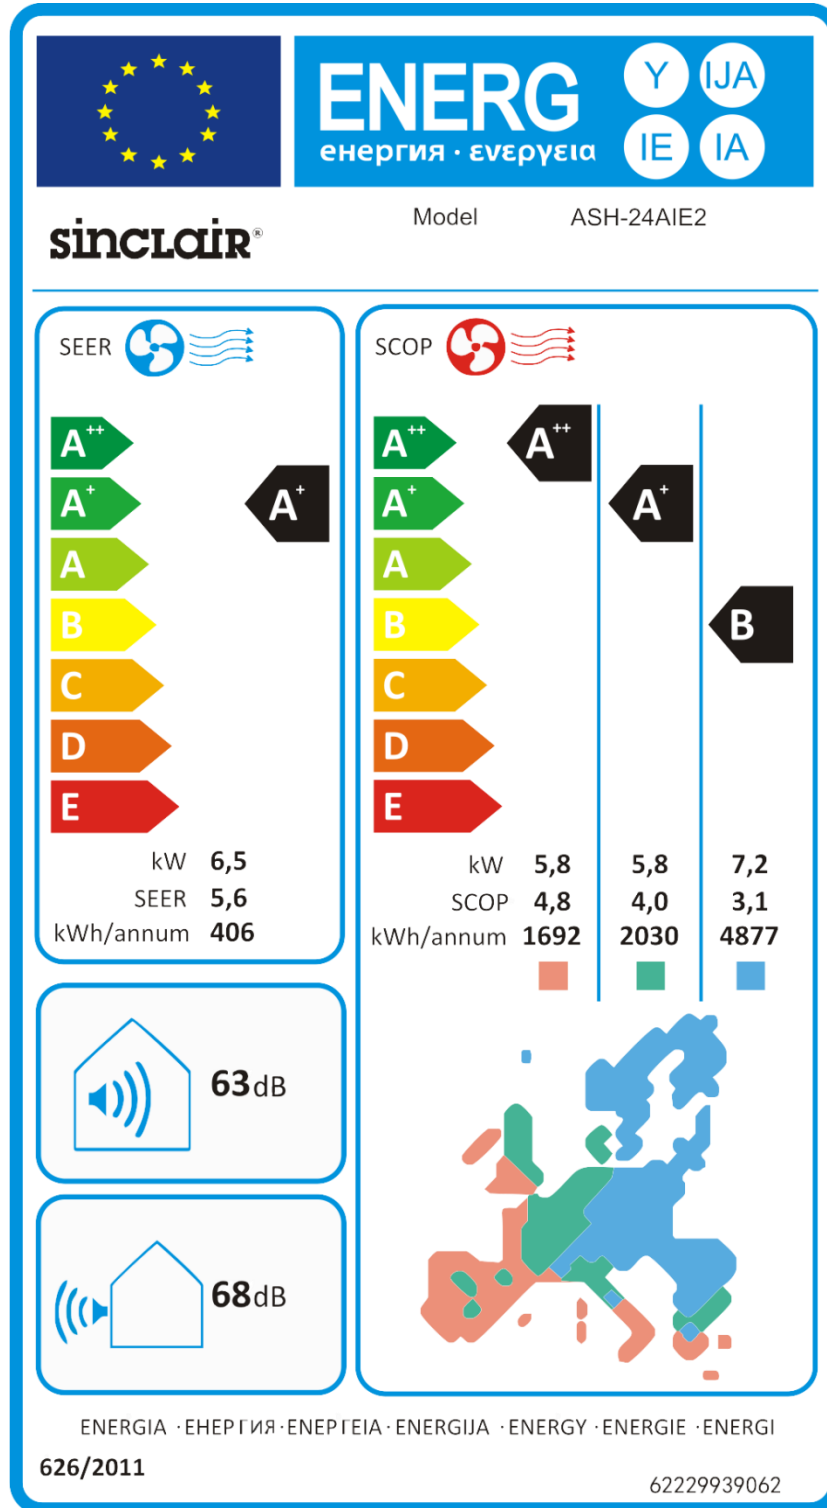 ENERG
енергия · ενεργεια
Y IJA
IE IA
sinclair®
Model ASH-24AIE2
SEER
A++
A+
A
B
C
D
E
A+
kW 6,5
SEER 5,6
kWh/annum 406
SCOP
A++
A+
A
B
C
D
E
A++
A+
B
kW 5,8 5,8 7,2
SCOP 4,8 4,0 3,1
kWh/annum 1692 2030 4877
63dB
68dB
ENERGIA · ЕНЕРГИЯ · ΕΝΕΡΓΕΙΑ · ENERGIJA · ENERGY · ENERGIE · ENERGI
626/2011
62229939062